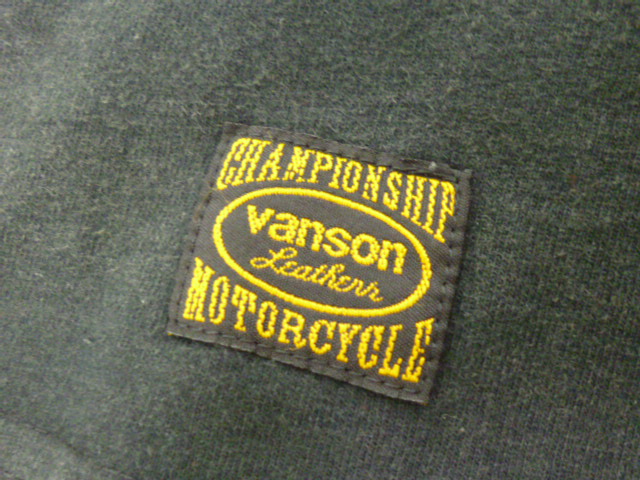 CHAMPIONSHIP
vanson
Leathers
MOTORCYCLE